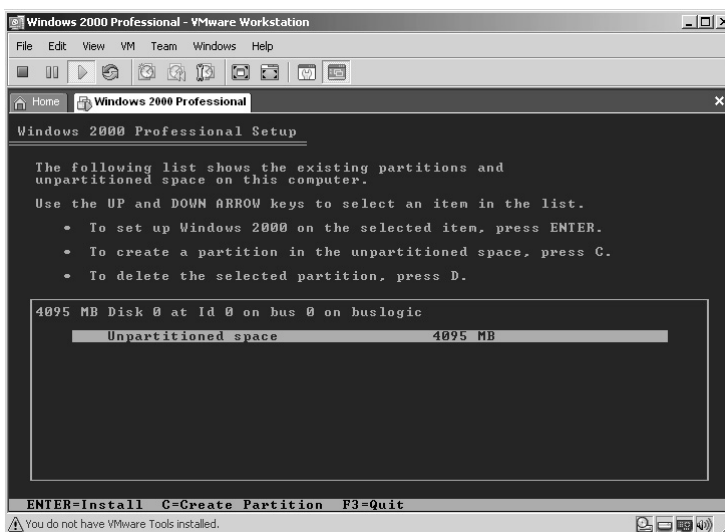 Windows 2000 Professional - VMware Workstation
File Edit View VM Team Windows Help
Home Windows 2000 Professional
Windows 2000 Professional Setup
The following list shows the existing partitions and
unpartitioned space on this computer.
Use the UP and DOWN ARROW keys to select an item in the list.
• To set up Windows 2000 on the selected item, press ENTER.
• To create a partition in the unpartitioned space, press C.
• To delete the selected partition, press D.
4095 MB Disk 0 at Id 0 on bus 0 on buslogic
Unpartitioned space 4095 MB
ENTER=Install C=Create Partition F3=Quit
You do not have VMware Tools installed.